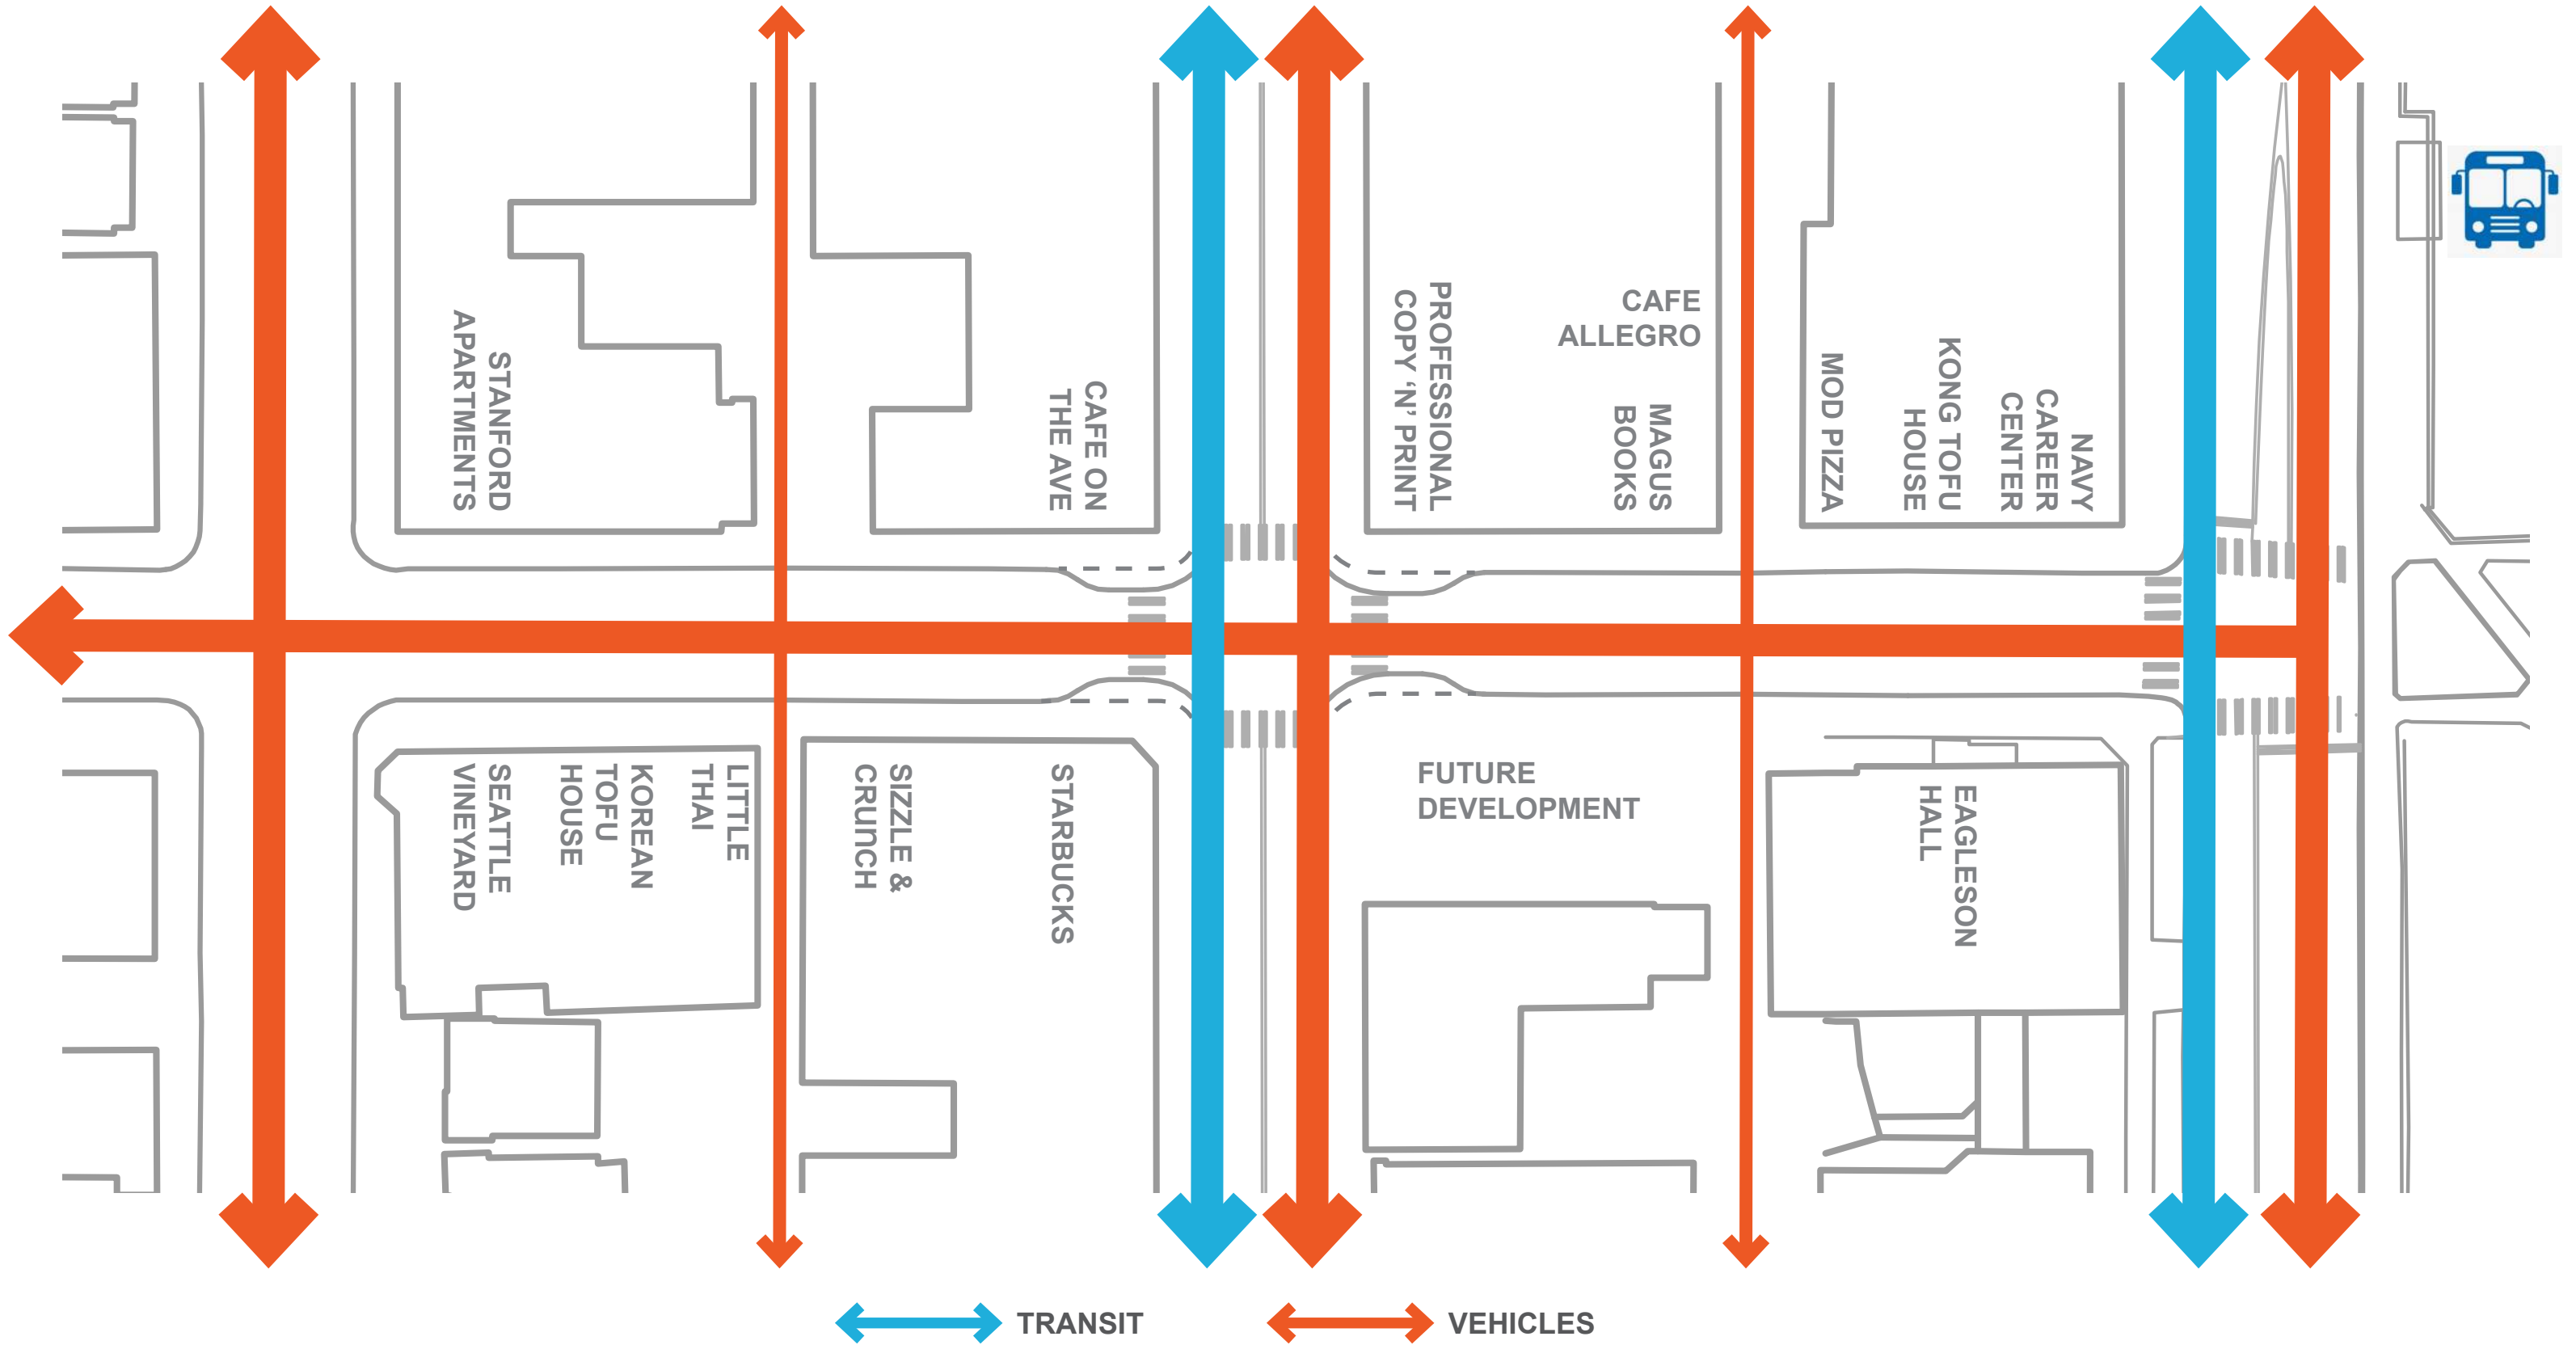 STANFORD
APARTMENTS
CAFE ON
THE AVE
PROFESSIONAL
COPY ‘N’ PRINT
CAFE
ALLEGRO
MAGUS
BOOKS
MOD PIZZA
KONG TOFU
HOUSE
NAVY
CAREER
CENTER
SEATTLE
VINEYARD
KOREAN
TOFU
HOUSE
LITTLE
THAI
SIZZLE &
CRunCH
STARBUCKS
FUTURE
DEVELOPMENT
EAGLESON
HALL
TRANSIT
VEHICLES